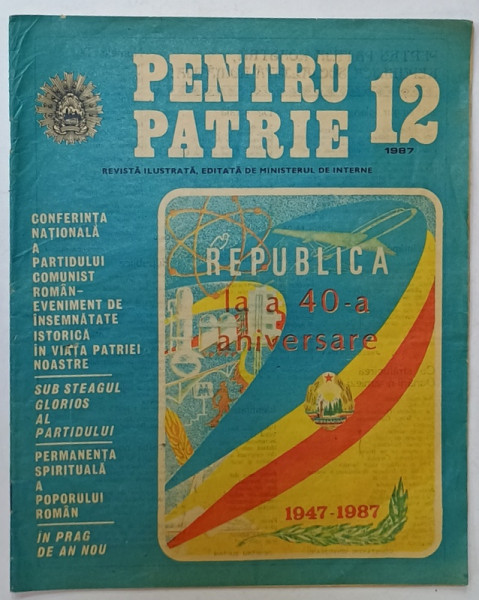 PENTRU
PATRIE
12
1987
REVISTĂ ILUSTRATĂ, EDITATĂ DE MINISTERUL DE INTERNE
CONFERINȚA
NAȚIONALĂ
A
PARTIDULUI
COMUNIST
ROMÂN-
EVENIMENT DE
ÎNSEMNĂTATE
ISTORICĂ
ÎN VIAȚA PATRIEI
NOASTRE
SUB STEAGUL
GLORIOS
AL
PARTIDULUI
PERMANENȚA
SPIRITUALĂ
A
POPORULUI
ROMÂN
ÎN PRAG
DE AN NOU
REPUBLICA
la a 40-a
aniversare
1947-1987